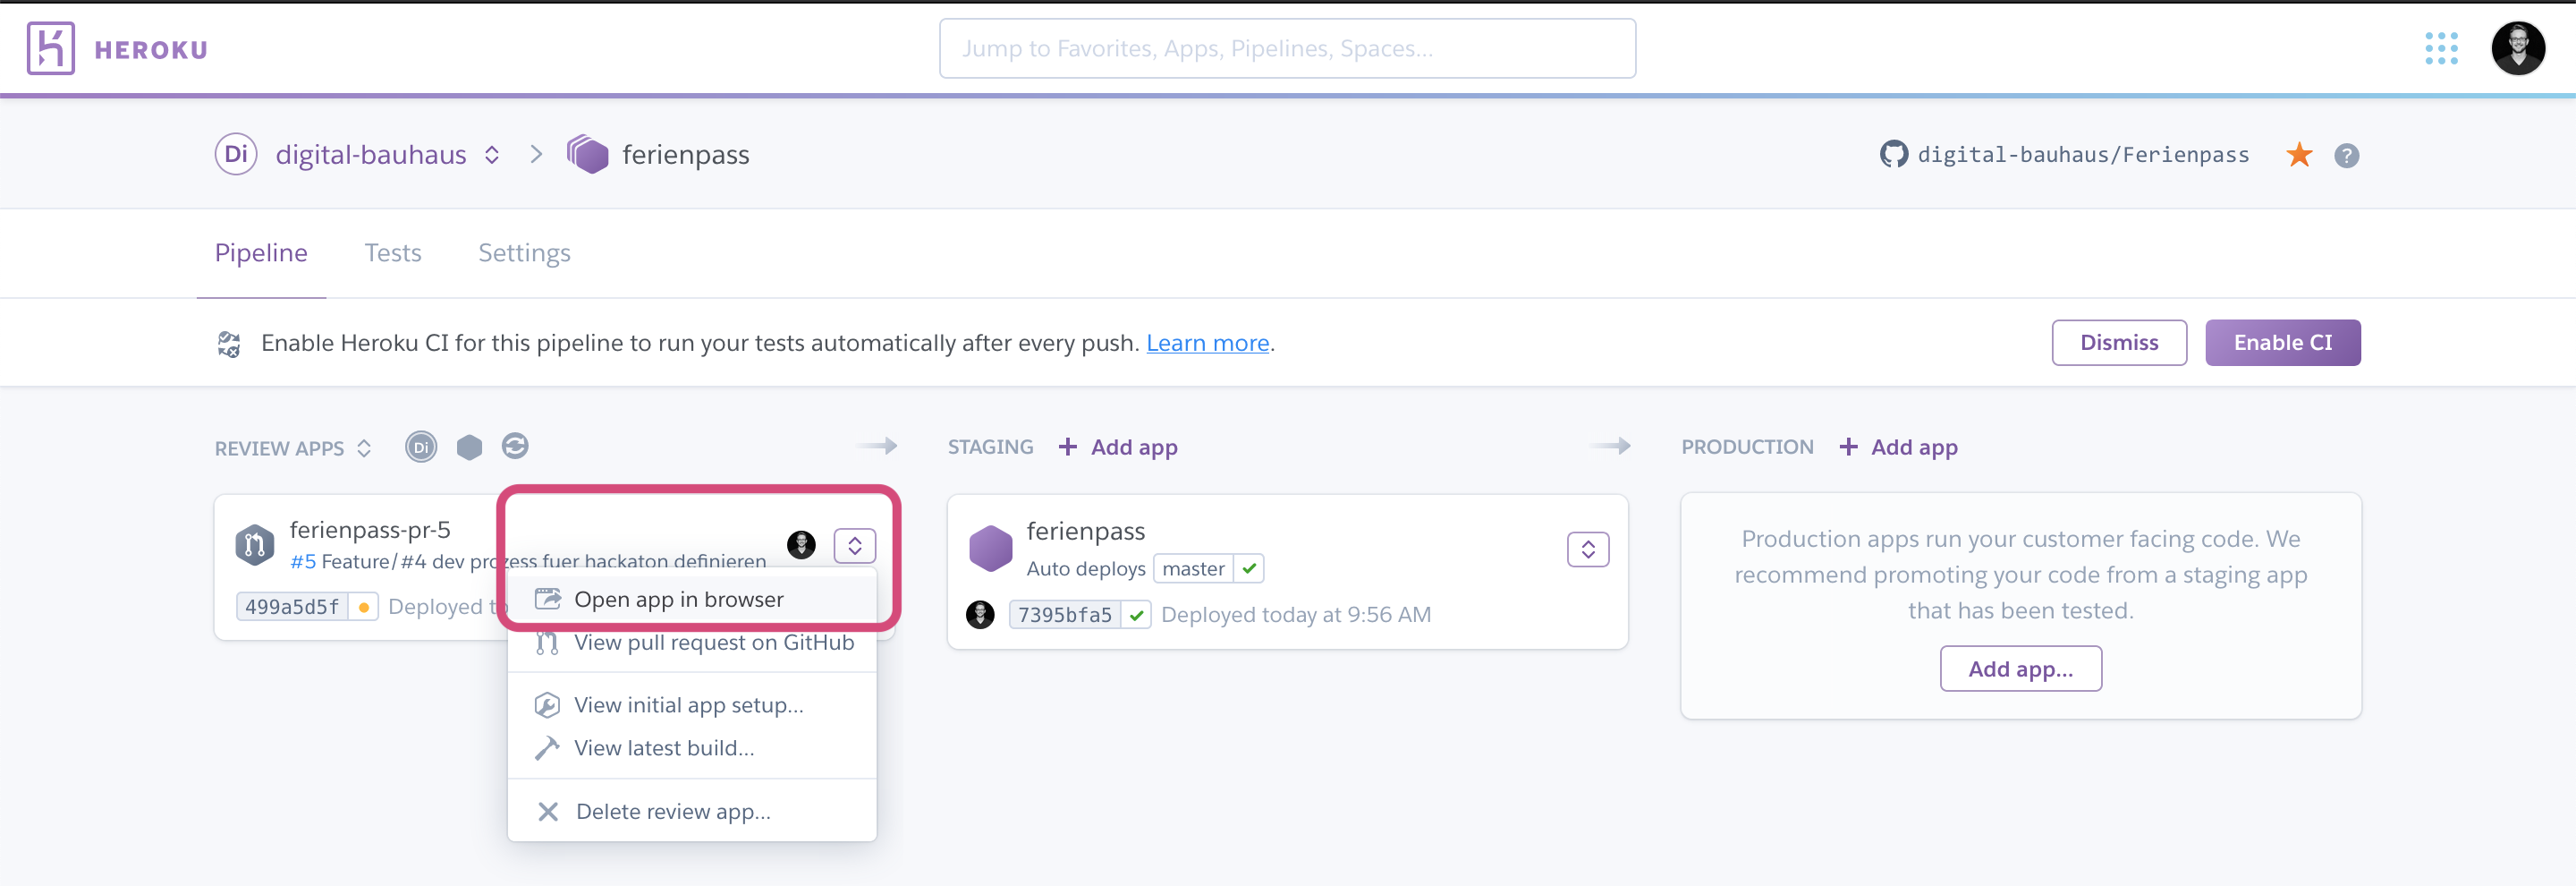 HEROKU
Jump to Favorites, Apps, Pipelines, Spaces...
Di digital-bauhaus ferienpass
digital-bauhaus/Ferienpass ?
Pipeline Tests Settings
Enable Heroku CI for this pipeline to run your tests automatically after every push. Learn more.
Dismiss Enable CI
REVIEW APPS Di
ferienpass-pr-5
#5 Feature/#4 dev prozess fuer hackaton definieren
499a5d5f Deployed to
Open app in browser
View pull request on GitHub
View initial app setup...
View latest build...
Delete review app...
STAGING + Add app
ferienpass
Auto deploys master
7395bfa5 Deployed today at 9:56 AM
PRODUCTION + Add app
Production apps run your customer facing code. We
recommend promoting your code from a staging app
that has been tested.
Add app...